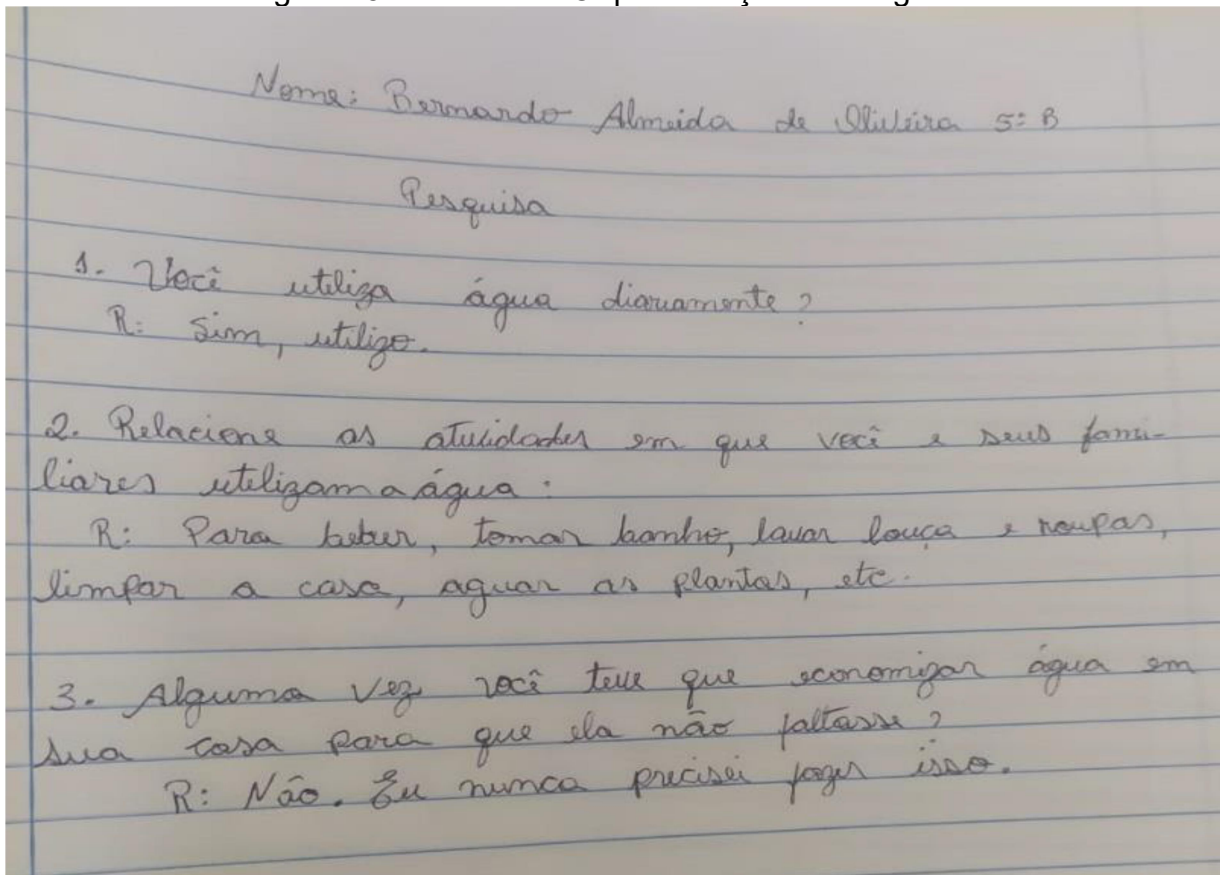 Nome: Bernardo Almeida de Oliveira 5º B
Pesquisa
1. Você utiliza água diariamente?
R: Sim, utilizo.
2. Relacione as atividades em que você e seus fami-
liares utilizam a água:
R: Para beber, tomar banho, lavar louça e roupas,
limpar a casa, aguar as plantas, etc.
3. Alguma vez você teve que economizar água em
sua casa para que ela não faltasse?
R: Não. Eu nunca precisei fazer isso.